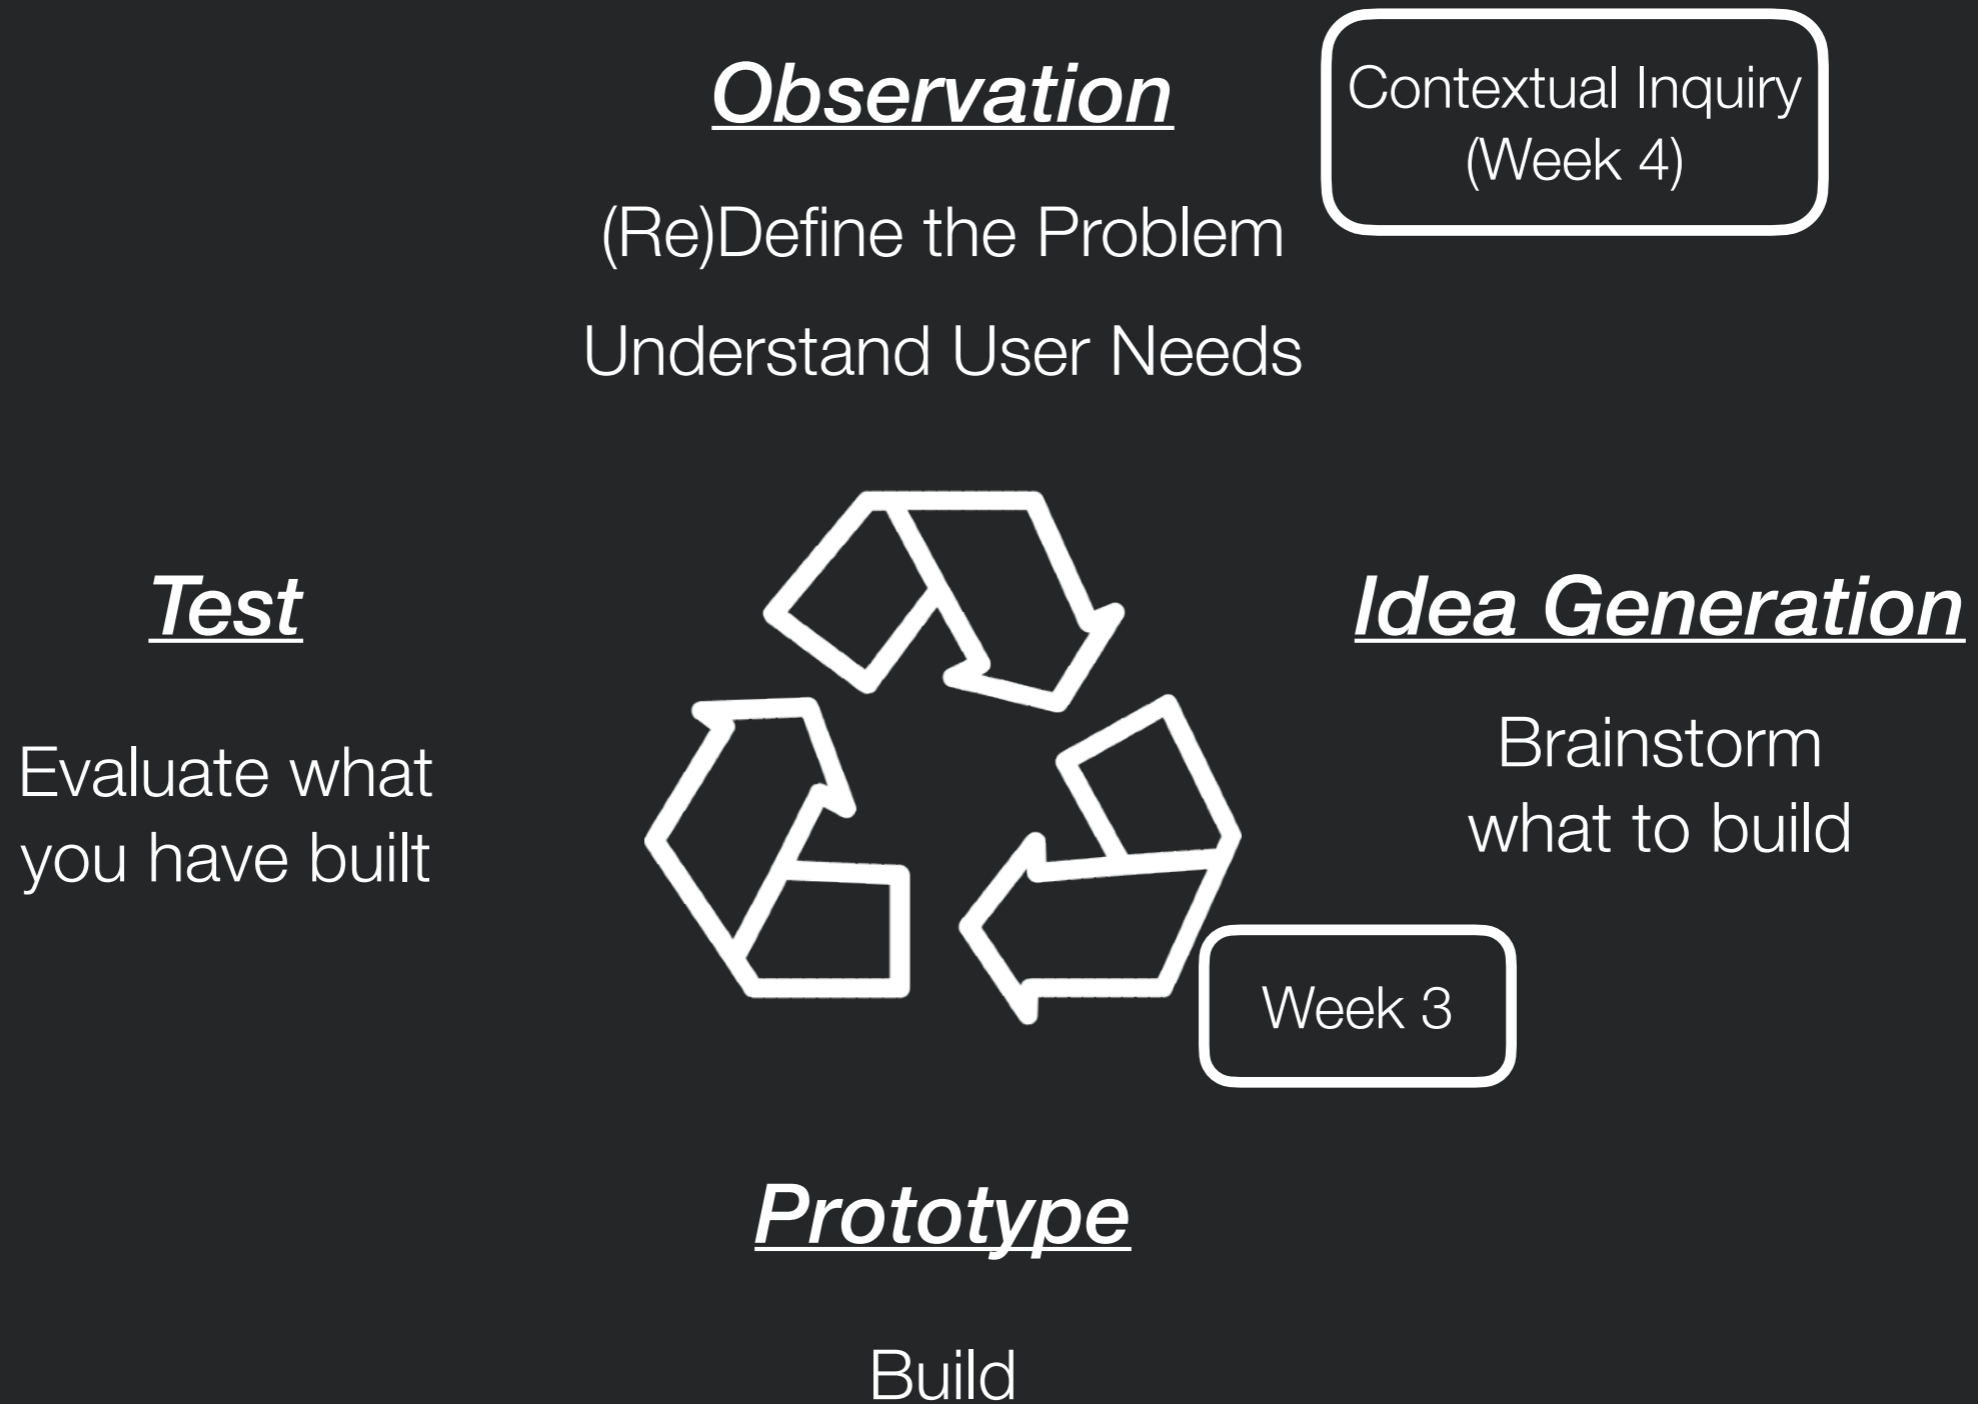 Observation
(Re)Define the Problem
Understand User Needs
Contextual Inquiry
(Week 4)
Test
Evaluate what
you have built
Idea Generation
Brainstorm
what to build
Week 3
Prototype
Build